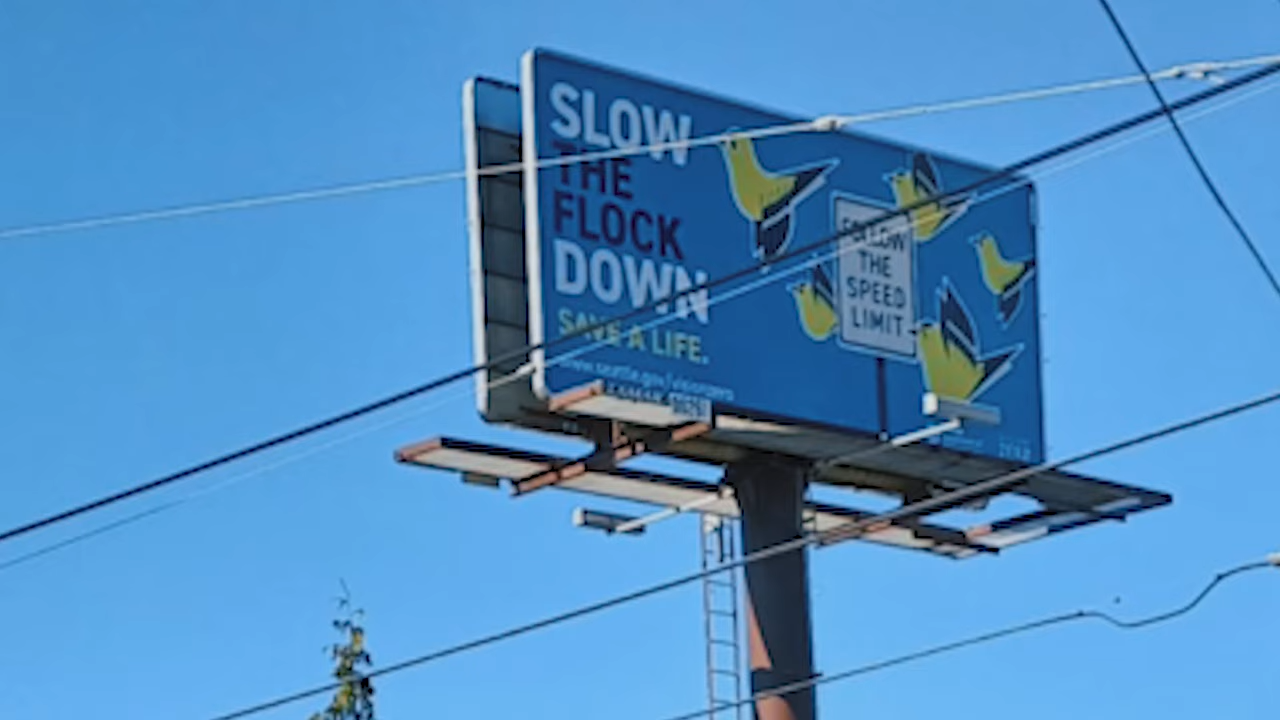 SLOW
THE
FLOCK
DOWN
SAVE A LIFE.
www.seattle.gov/visionzero
LAMAR
FOLLOW
THE
SPEED
LIMIT